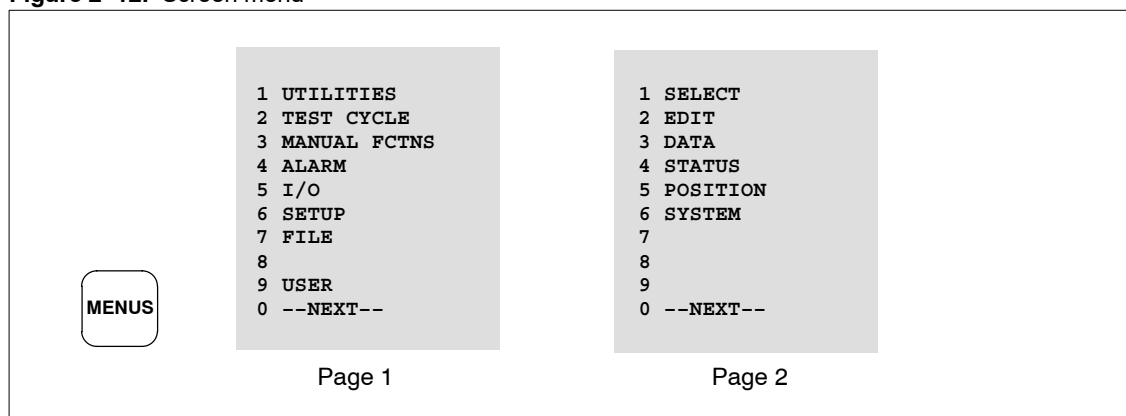 Figure 2-12. Screen menu
1 UTILITIES
2 TEST CYCLE
3 MANUAL FCTNS
4 ALARM
5 I/O
6 SETUP
7 FILE
8
9 USER
0 --NEXT--
Page 1
1 SELECT
2 EDIT
3 DATA
4 STATUS
5 POSITION
6 SYSTEM
7
8
9
0 --NEXT--
Page 2
MENUS